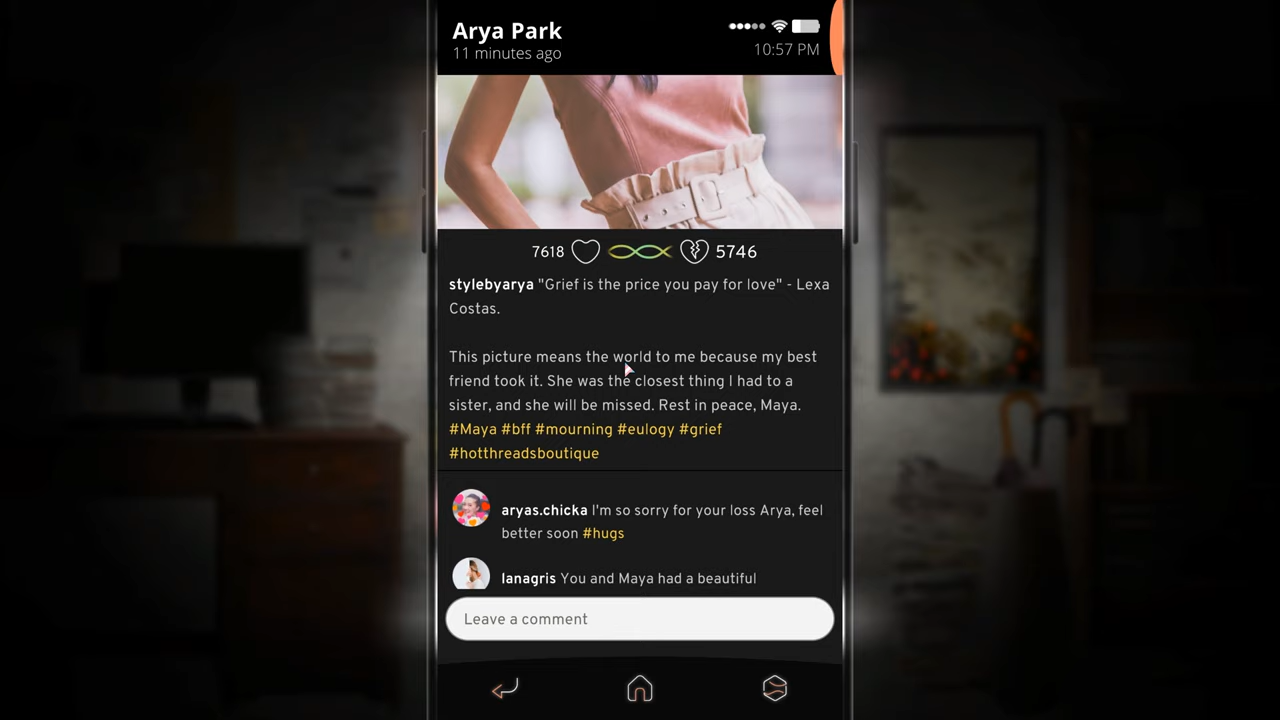 Arya Park
11 minutes ago
10:57 PM
7618
5746
stylebyarya "Grief is the price you pay for love" - Lexa
Costas.
This picture means the world to me because my best
friend took it. She was the closest thing I had to a
sister, and she will be missed. Rest in peace, Maya.
#Maya #bff #mourning #eulogy #grief
#hotthreadsboutique
aryas.chicka I'm so sorry for your loss Arya, feel
better soon #hugs
lanagris You and Maya had a beautiful
Leave a comment